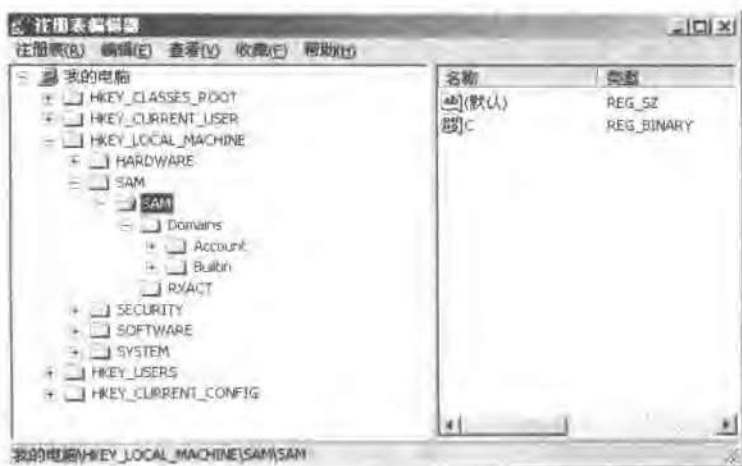 注册表编辑器
注册表(R) 编辑(E) 查看(V) 收藏(F) 帮助(H)
我的电脑
HKEY_CLASSES_ROOT
HKEY_CURRENT_USER
HKEY_LOCAL_MACHINE
HARDWARE
SAM
SAM
Domains
Account
Builtin
RXACT
SECURITY
SOFTWARE
SYSTEM
HKEY_USERS
HKEY_CURRENT_CONFIG
名称 类型
ab](默认) REG_SZ
C REG_BINARY
我的电脑\HKEY_LOCAL_MACHINE\SAM\SAM